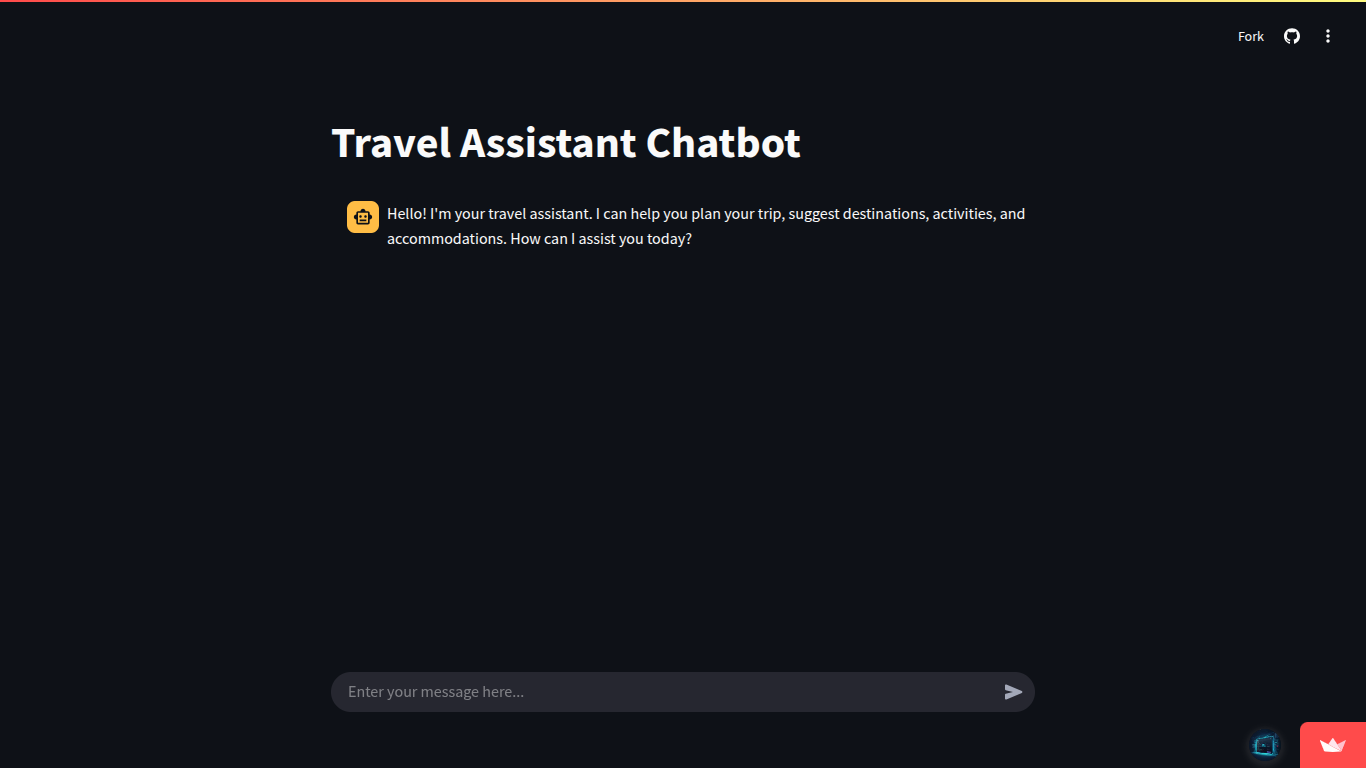 Fork
Travel Assistant Chatbot
Hello! I'm your travel assistant. I can help you plan your trip, suggest destinations, activities, and
accommodations. How can I assist you today?
Enter your message here...